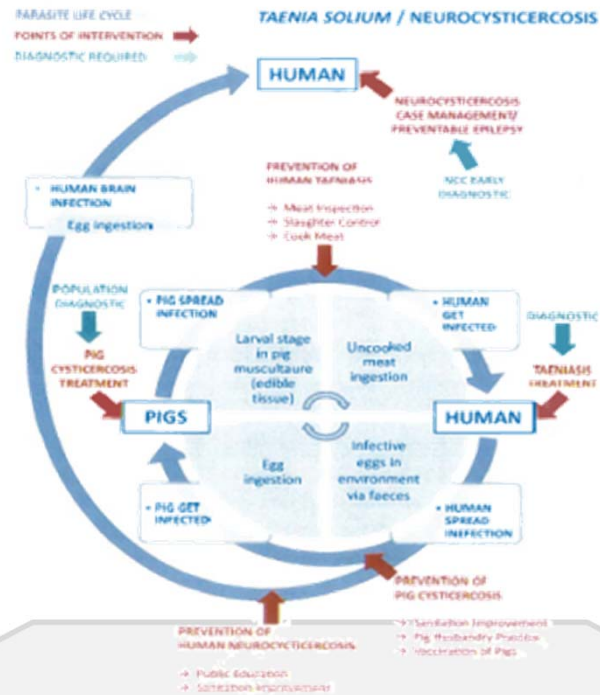 PARASITE LIFE CYCLE
POINTS OF INTERVENTION
DIAGNOSTIC REQUIRED
TAENIA SOLIUM / NEUROCYSTICERCOSIS
HUMAN
NEUROCYSTICERCOSIS
CASE MANAGEMENT/
PREVENTABLE EPILEPSY
NCC EARLY
DIAGNOSTIC
PREVENTION OF
HUMAN TAENIASIS
→ Meat Inspection
→ Slaughter Control
→ Cook Meat
• HUMAN BRAIN
INFECTION
Egg ingestion
POPULATION
DIAGNOSTIC
PIG
CYSTICERCOSIS
TREATMENT
• PIG SPREAD
INFECTION
Larval stage
in pig
muscultaure
(edible
tissue)
Uncooked
meat
ingestion
• HUMAN
GET
INFECTED
DIAGNOSTIC
TAENIASIS
TREATMENT
PIGS
HUMAN
Egg
ingestion
Infective
eggs in
environment
via faeces
• PIG GET
INFECTED
• HUMAN
SPREAD
INEFECTION
PREVENTION OF
PIG CYSTICERCOSIS
→ Sanitation Improvement
→ Pig Husbandry Practice
→ Vaccination of Pigs
PREVENTION OF
HUMAN NEUROCYSTICERCOSIS
→ Public Education
→ Sanitation Improvement